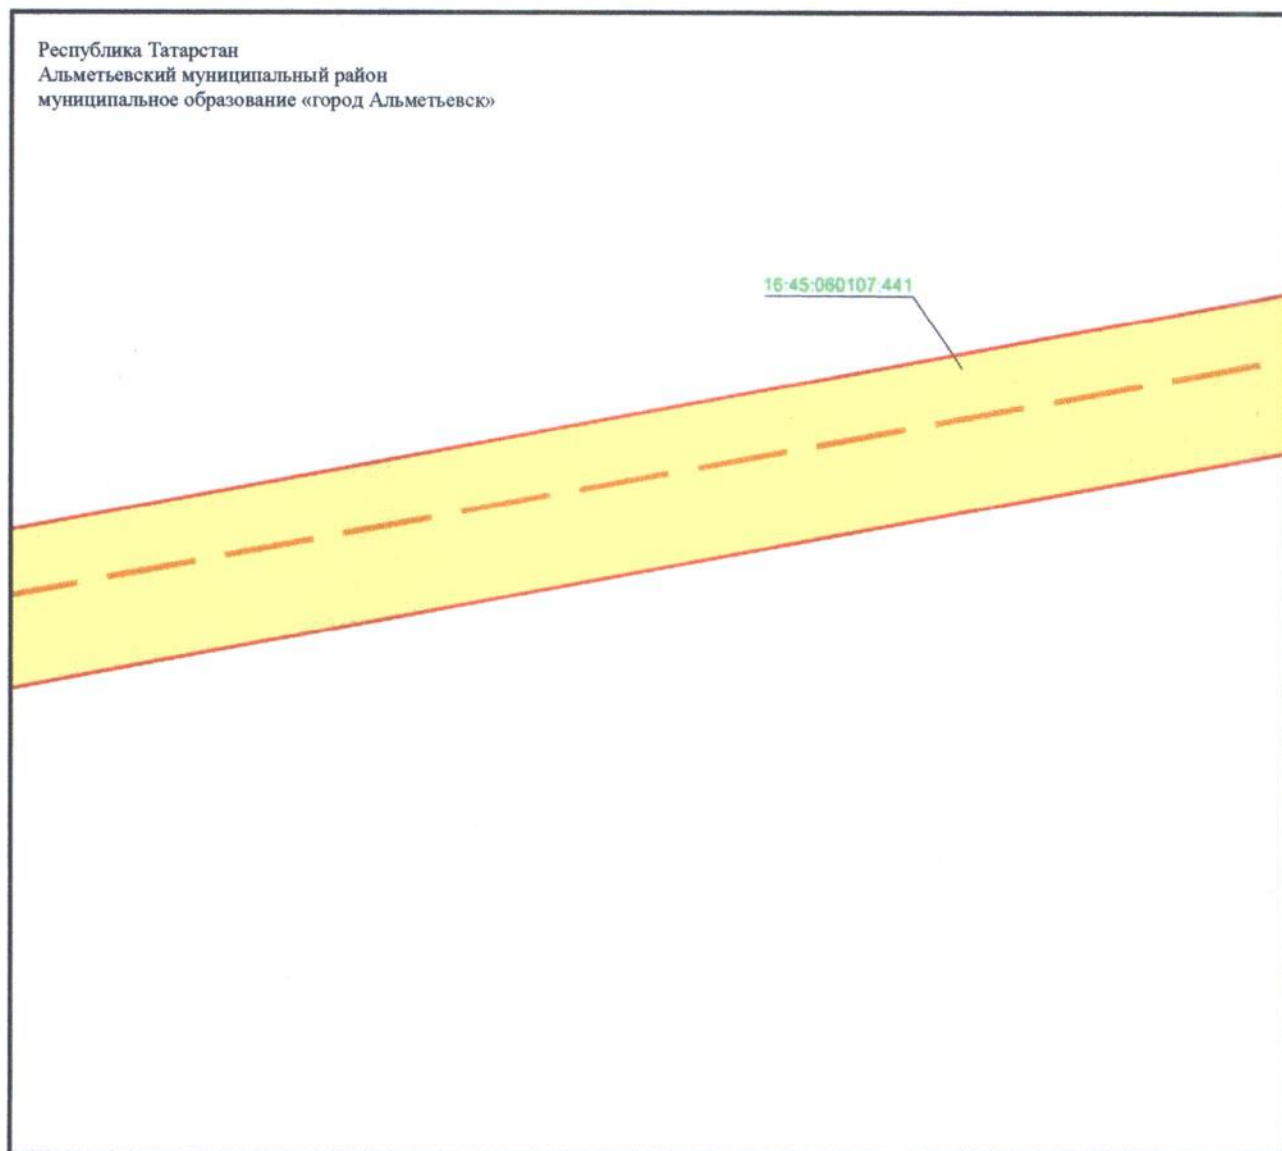 Республика Татарстан
Альметьевский муниципальный район
муниципальное образование «город Альметьевск»
16:45:060107:441